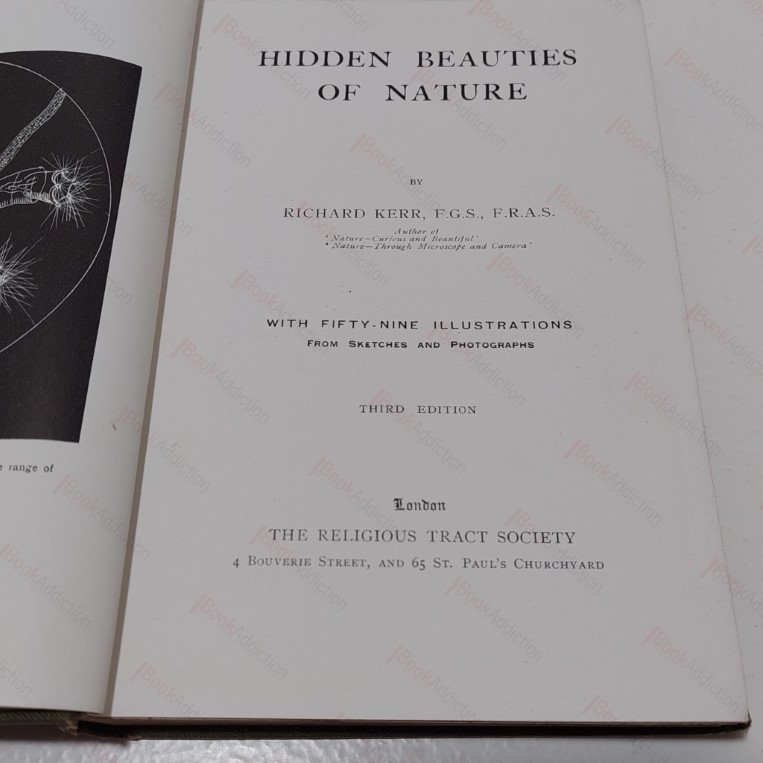 HIDDEN BEAUTIES
OF NATURE
BY
RICHARD KERR, F.G.S., F.R.A.S.
Author of
'Nature—Curious and Beautiful'
'Nature—Through Microscope and Camera'
WITH FIFTY-NINE ILLUSTRATIONS
FROM SKETCHES AND PHOTOGRAPHS
THIRD EDITION
London
THE RELIGIOUS TRACT SOCIETY
4 BOUVERIE STREET, AND 65 ST. PAUL'S CHURCHYARD
range of
BookAddiction